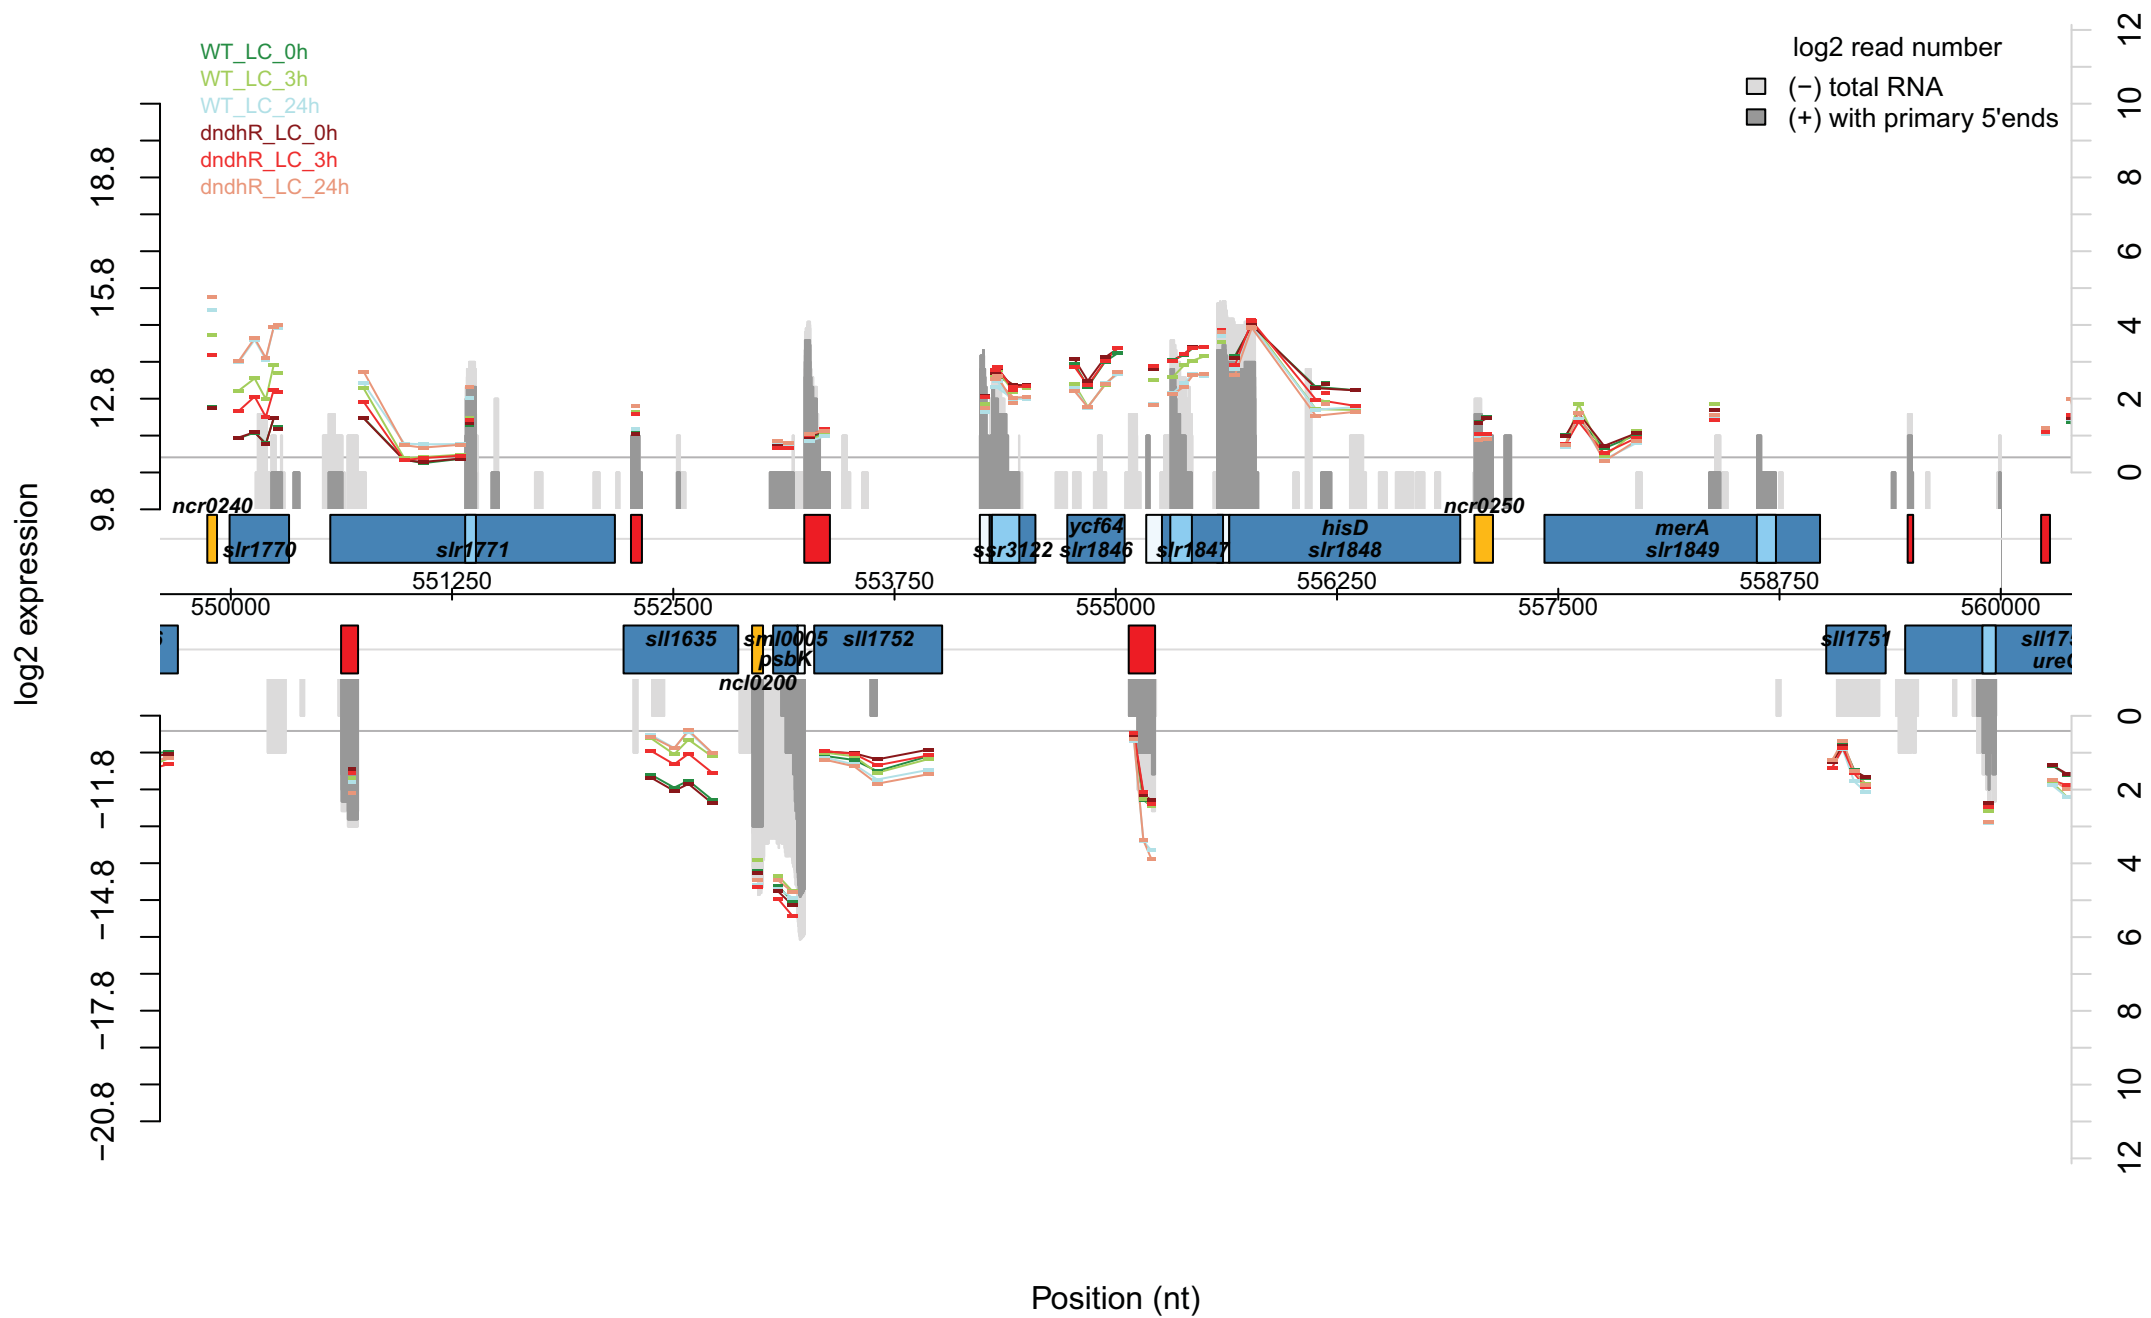 WT_LC_0h
WT_LC_3h
WT_LC_24h
dndhR_LC_0h
dndhR_LC_3h
dndhR_LC_24h
log2 read number
(−) total RNA
(+) with primary 5'ends
log2 expression
18.8
15.8
12.8
9.8
12
10
8
6
4
2
0
ncr0240
slr1770
slr1771
ssr3122
ycf64
slr1846
slr1847
hisD
slr1848
ncr0250
merA
slr1849
551250
553750
556250
558750
550000
552500
555000
557500
560000
sll1635
sml0005
psbK
ncl0200
sll1752
sll1751
sll175
ure
−11.8
−14.8
−17.8
−20.8
0
2
4
6
8
10
12
Position (nt)